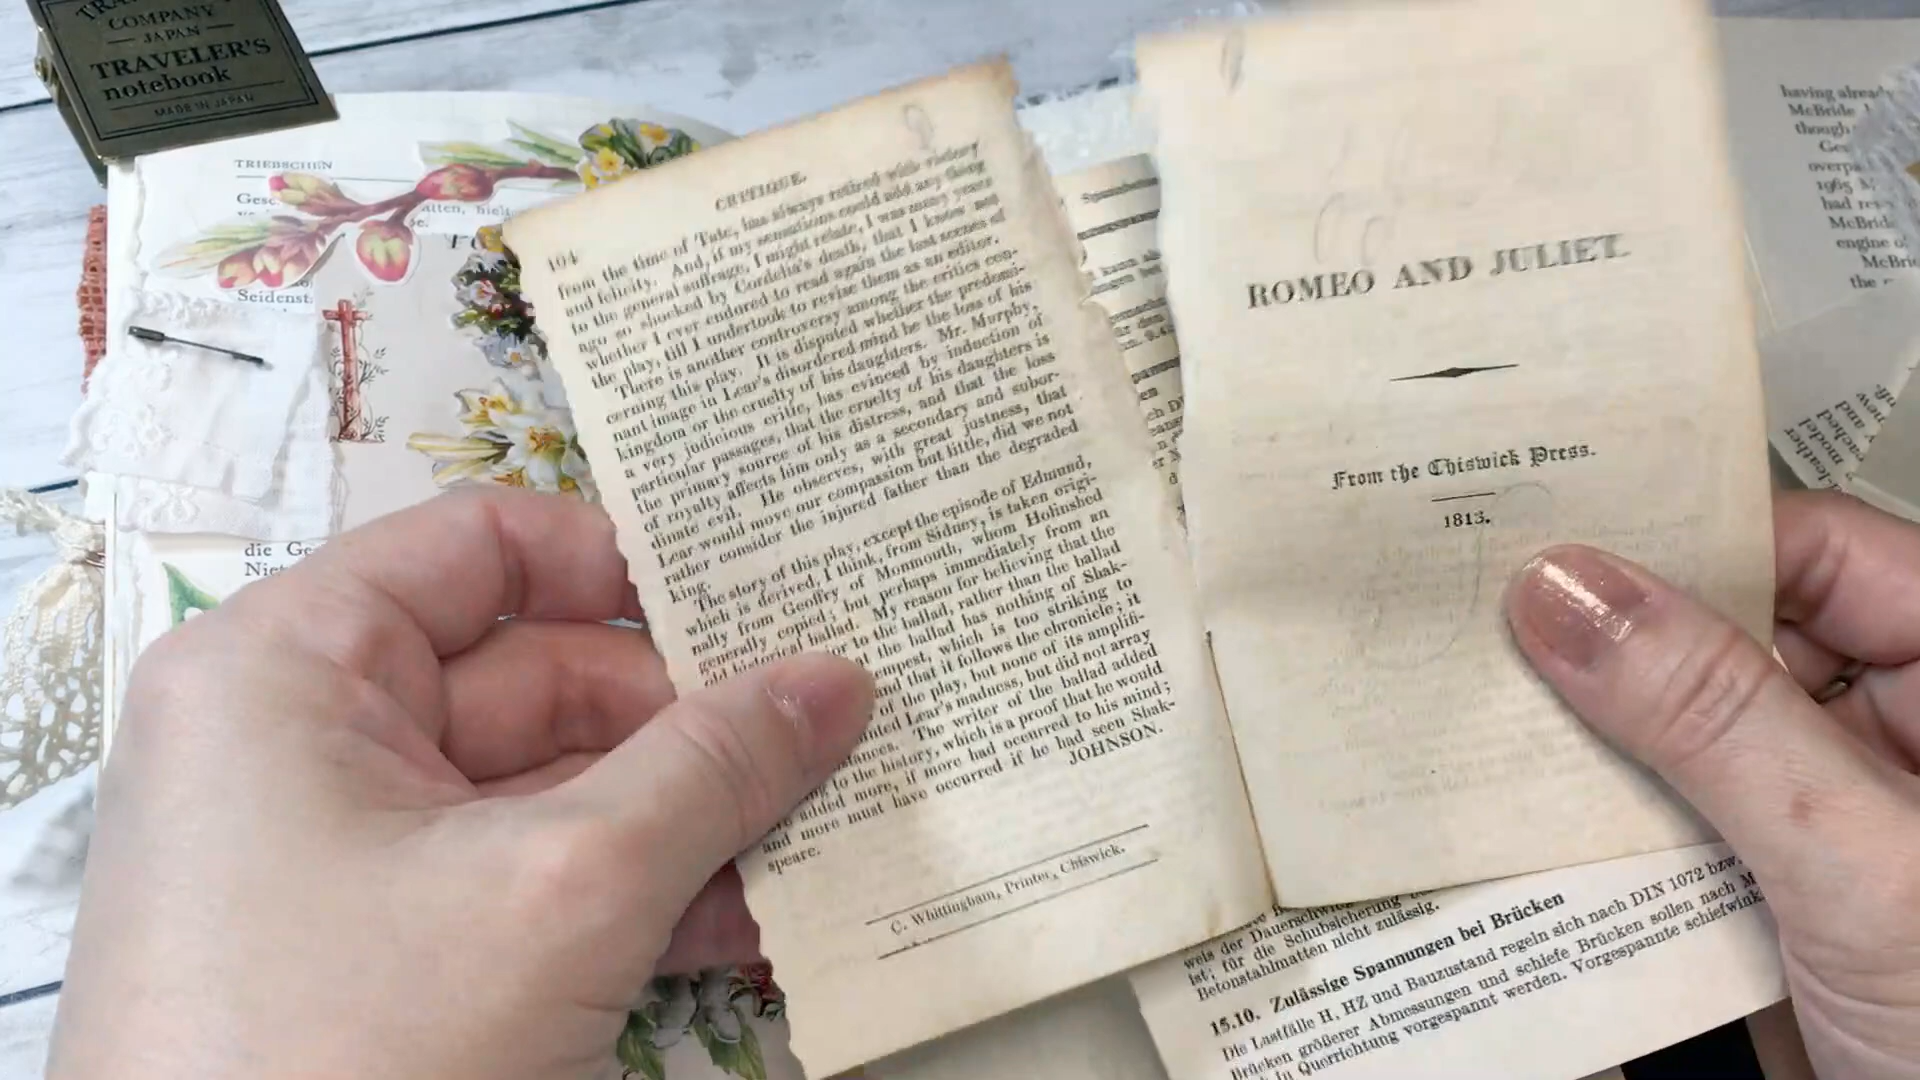 COMPANY
JAPAN
TRAVELER'S
notebook
MADE IN JAPAN
TRIEBSCHEN
Seidenst
die Ge
Niet
104
CRITIQUE.
from the time of Tate, has always retired with victory
and felicity. And, if my sensations could add any thing
to the general suffrage, I might relate, I was many years
ago so shocked by Cordelia's death, that I know not
whether I ever endured to read again the last scenes of
the play, till I undertook to revise them as an editor.
There is another controversy among the critics con-
cerning this play. It is disputed whether the predomi-
nant image in Lear's disordered mind be the loss of his
kingdom or the cruelty of his daughters. Mr. Murphy,
a very judicious critic, has evinced by induction of
particular passages, that the cruelty of his daughters is
the primary source of his distress, and that the loss
of royalty affects him only as a secondary and subor-
dinate evil. He observes, with great justness, that
Lear would move our compassion but little, did we not
rather consider the injured father than the degraded
king.
The story of this play, except the episode of Edmund,
which is derived, I think, from Sidney, is taken origi-
nally from Geoffry of Monmouth, whom Holinshed
generally copied; but perhaps immediately from an
old historical ballad. My reason for believing that the
to the ballad, rather than the ballad
the ballad has nothing of Shak-
empest, which is too striking to
and that it follows the chronicle; it
of the play, but none of its amplifi-
Lear's madness, but did not array
stances. The writer of the ballad added
to the history, which is a proof that he would
added more, if more had occurred to his mind;
and more must have occurred if he had seen Shak-
speare.
JOHNSON.
C. Whittingham, Printer, Chiswick.
ROMEO AND JULIET.
From the Chiswick Press.
1813.
having already
McBride
though
overpa
1965 M
had
McBride
engine of
McBri
the
model
weis der Dauerschwing
ist; für die Schubsicherung
Betonstahlmatten nicht zulässig.
15.10. Zulässige Spannungen bei Brücken
Die Lastfälle H, HZ und Bauzustand regeln sich nach DIN 1072 bzw.
Brücken größerer Abmessungen und schiefe Brücken sollen nach M
in Querrichtung vorgespannt werden. Vorgespannte schiefwink